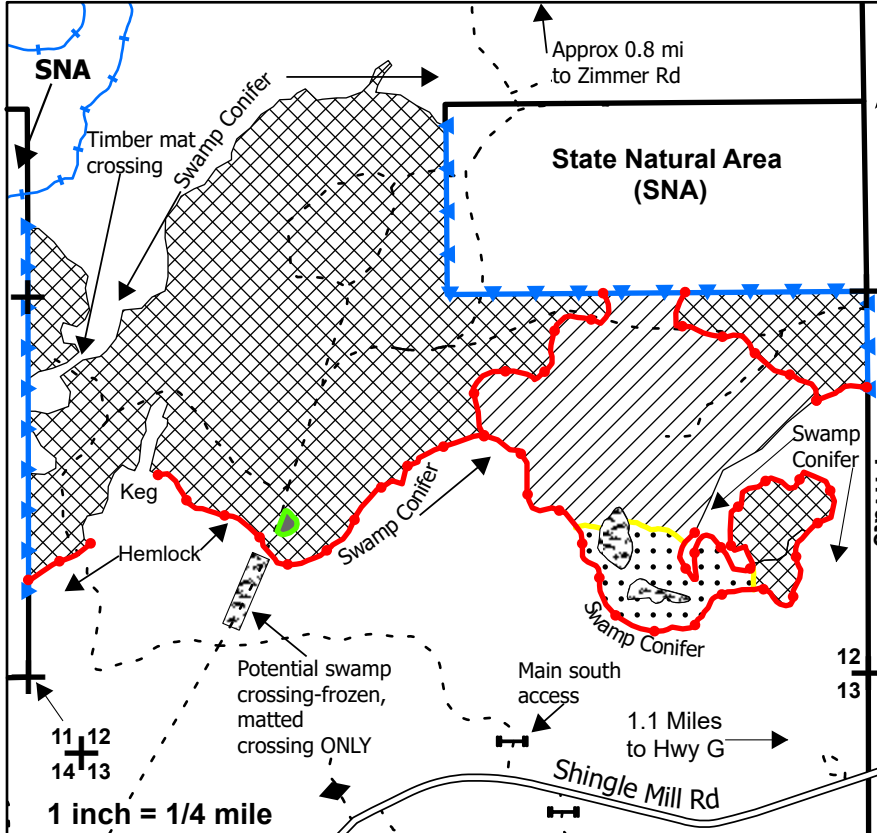 Approx 0.8 mi
to Zimmer Rd
SNA
Swamp Conifer
Timber mat
crossing
State Natural Area
(SNA)
Swamp
Conifer
Keg
Swamp Conifer
Hemlock
Swamp Conifer
Potential swamp
crossing-frozen,
matted
crossing ONLY
Main south
access
12
13
11 12
14 13
1.1 Miles
to Hwy G
Shingle Mill Rd
1 inch = 1/4 mile